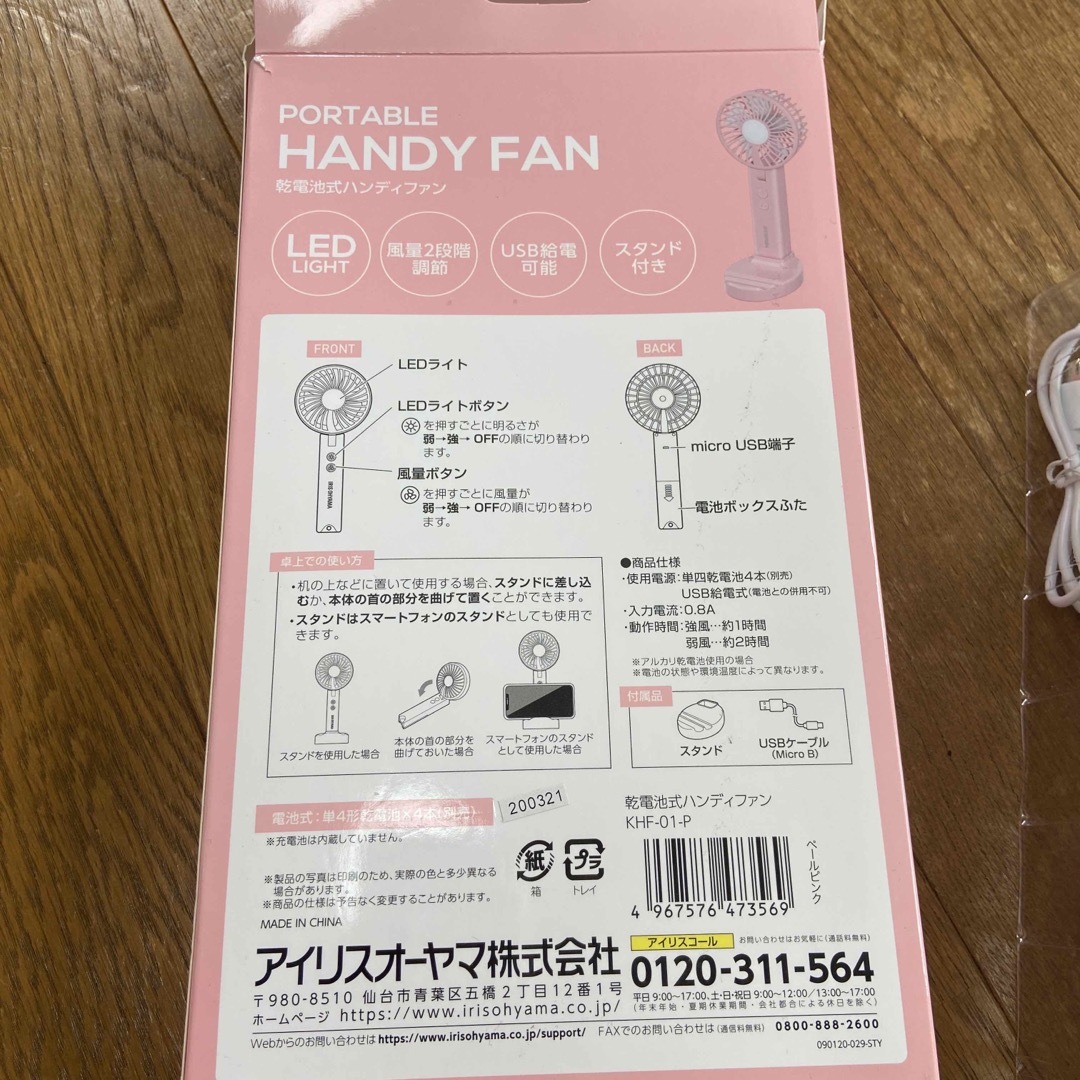 PORTABLE
HANDY FAN
乾電池式ハンディファン
LED
LIGHT
風量2段階
調節
USB給電
可能
スタンド
付き
FRONT
LEDライト
LEDライトボタン
を押すごとに明るさが
弱→強→OFFの順に切り替わり
ます。
風量ボタン
を押すごとに風量が
弱→強→OFFの順に切り替わり
ます。
IRIS OHYAMA
BACK
micro USB端子
電池ボックスふた
卓上での使い方
・机の上などに置いて使用する場合、スタンドに差し込
むか、本体の首の部分を曲げて置くことができます。
・スタンドはスマートフォンのスタンドとしても使用で
きます。
スタンドを使用した場合
本体の首の部分を
曲げておいた場合
スマートフォンのスタンド
として使用した場合
●商品仕様
・使用電源:単四乾電池4本(別売)
USB給電式(電池との併用不可)
・入力電流:0.8A
・動作時間:強風…約1時間
弱風…約2時間
※アルカリ乾電池使用の場合
※電池の状態や環境温度によって異なります。
付属品
スタンド
USBケーブル
(Micro B)
電池式:単4形乾電池×4本(別売)
200321
※充電池は内蔵していません。
※製品の写真は印刷のため、実際の色と多少異なる
場合があります。
※商品の仕様は予告なく変更することがあります。
MADE IN CHINA
紙
箱
プラ
トレイ
乾電池式ハンディファン
KHF-01-P
ペールピンク
4 967576 473569
アイリスオーヤマ株式会社
〒980-8510 仙台市青葉区五橋2丁目12番1号
ホームページ https://www.irisohyama.co.jp/
アイリスコール
お問い合わせはお気軽に(通話料無料)
0120-311-564
平日9:00~17:00、土・日・祝日9:00~12:00/13:00~17:00
(年末年始・夏期休業期間・会社都合による休日を除く)
Webからのお問い合わせは https://www.irisohyama.co.jp/support/
FAXでのお問い合わせは(通信料無料) 0800-888-2600
090120-029-STY